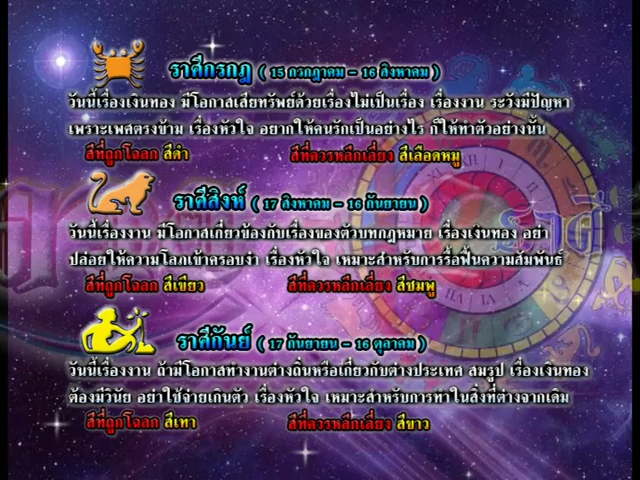 ราศีกรกฎ ( 15 กรกฎาคม - 16 สิงหาคม )
วันนี้เรื่องเงินทอง มีโอกาสเสียทรัพย์ด้วยเรื่องไม่เป็นเรื่อง เรื่องงาน ระวังมีปัญหา
เพราะเพศตรงข้าม เรื่องหัวใจ อยากให้คนรักเป็นอย่างไร ก็ให้ทำตัวอย่างนั้น
สีที่ถูกโฉลก สีดำ สีที่ควรหลีกเลี่ยง สีเลือดหมู
ราศีสิงห์ ( 17 สิงหาคม - 16 กันยายน )
วันนี้เรื่องงาน มีโอกาสเกี่ยวข้องกับเรื่องของตัวบทกฎหมาย เรื่องเงินทอง อย่า
ปล่อยให้ความโลภเข้าครอบงำ เรื่องหัวใจ เหมาะสำหรับการรื้อฟื้นความสัมพันธ์
สีที่ถูกโฉลก สีเขียว สีที่ควรหลีกเลี่ยง สีชมพู
ราศีกันย์ ( 17 กันยายน - 16 ตุลาคม )
วันนี้เรื่องงาน ถ้ามีโอกาสทำงานต่างถิ่นหรือเกี่ยวกับต่างประเทศ ลมรูป เรื่องเงินทอง
ต้องมีวินัย อย่าใช้จ่ายเกินตัว เรื่องหัวใจ เหมาะสำหรับการทำในสิ่งที่ต่างจากเดิม
สีที่ถูกโฉลก สีเทา สีที่ควรหลีกเลี่ยง สีขาว